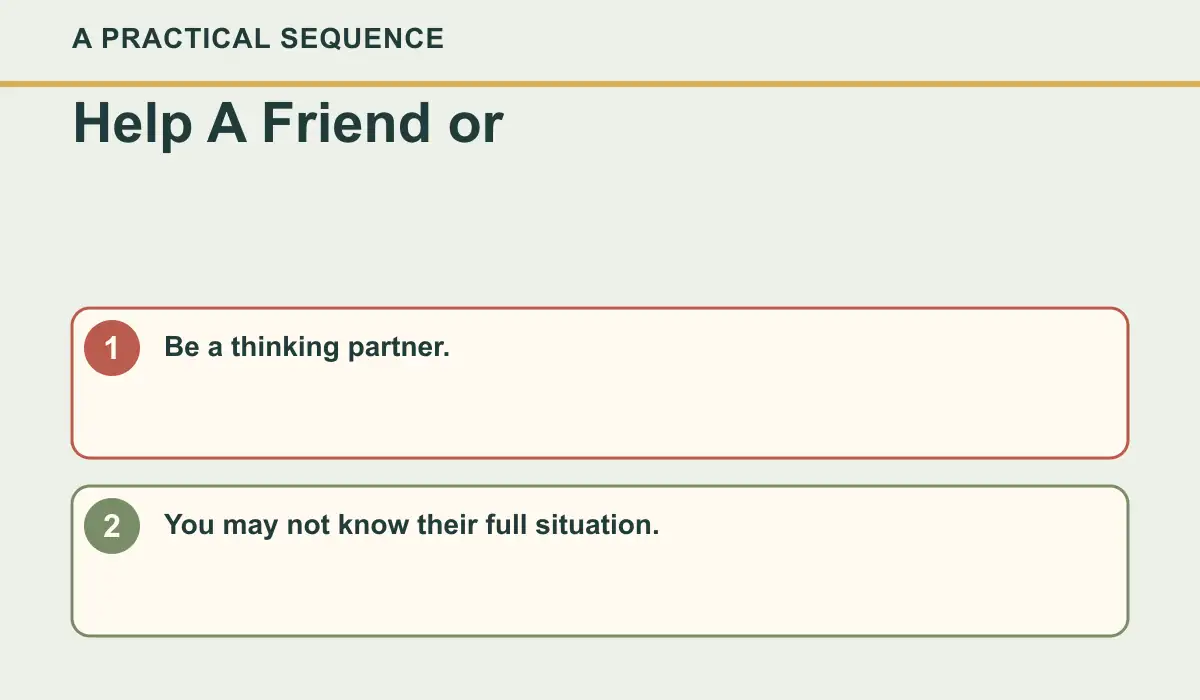 A PRACTICAL SEQUENCE
Help A Friend or
1 Be a thinking partner.
2 You may not know their full situation.